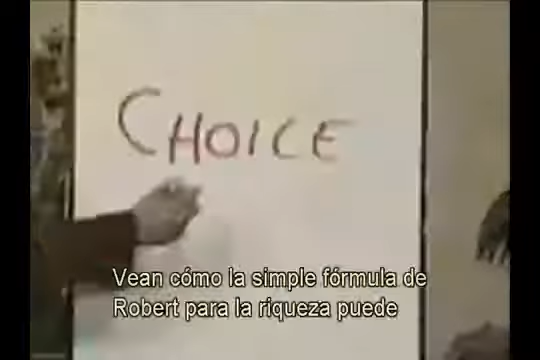 CHOICE
Vean cómo la simple fórmula de
Robert para la riqueza puede